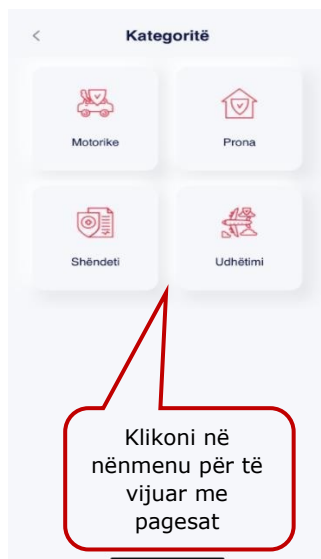 Kategoritë
Motorike
Prona
Shëndeti
Udhëtimi
Klikoni në
nënmenu për të
vijuar me
pagesat